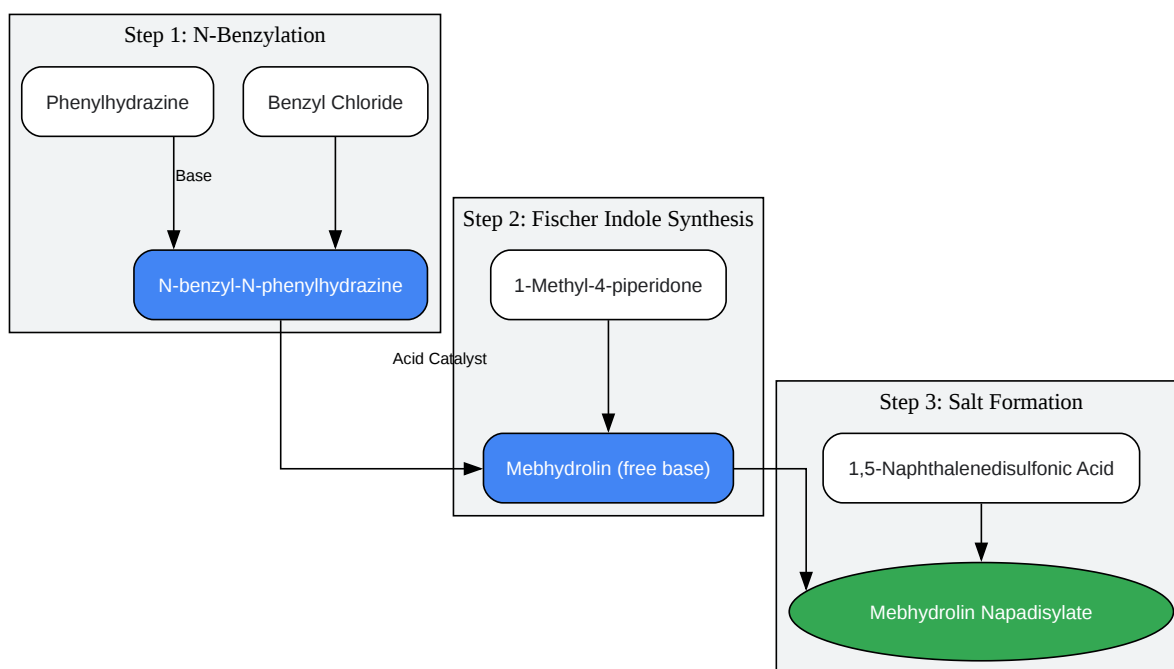 Step 1: N-Benzylation
Phenylhydrazine
Benzyl Chloride
Base
N-benzyl-N-phenylhydrazine
Step 2: Fischer Indole Synthesis
1-Methyl-4-piperidone
Acid Catalyst
Mebhydrolin (free base)
Step 3: Salt Formation
1,5-Naphthalenedisulfonic Acid
Mebhydrolin Napadisylate